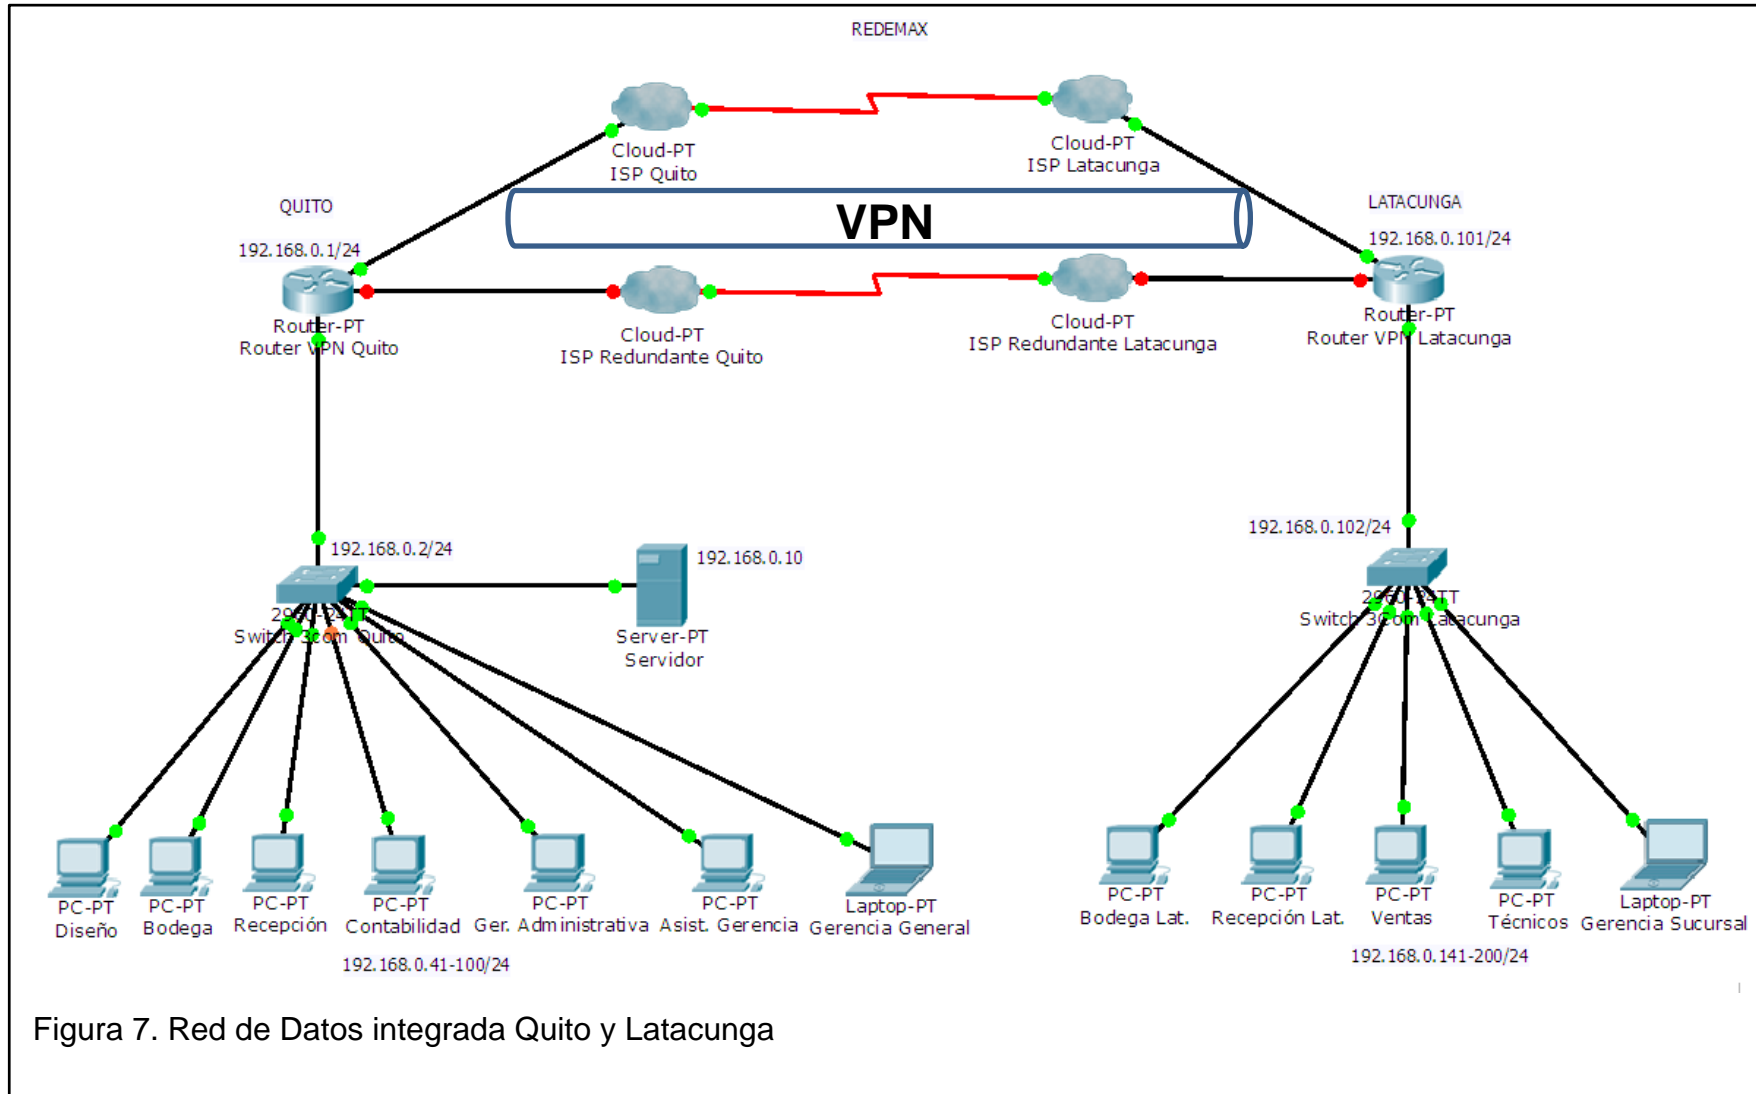 REDEMAX
Cloud-PT
ISP Quito
Cloud-PT
ISP Latacunga
QUITO
192.168.0.1/24
VPN
LATACUNGA
192.168.0.101/24
Router-PT
Router VPN Quito
Cloud-PT
ISP Redundante Quito
Cloud-PT
ISP Redundante Latacunga
Router-PT
Router VPN Latacunga
192.168.0.2/24
2960-24TT
Switch 3com Quito
192.168.0.10
Server-PT
Servidor
192.168.0.102/24
2960-24TT
Switch 3Com Latacunga
PC-PT
Diseño
PC-PT
Bodega
PC-PT
Recepción
PC-PT
Contabilidad
PC-PT
Ger. Administrativa
PC-PT
Asist. Gerencia
Laptop-PT
Gerencia General
192.168.0.41-100/24
PC-PT
Bodega Lat.
PC-PT
Recepción Lat.
PC-PT
Ventas
PC-PT
Técnicos
Laptop-PT
Gerencia Sucursal
192.168.0.141-200/24
Figura 7. Red de Datos integrada Quito y Latacunga